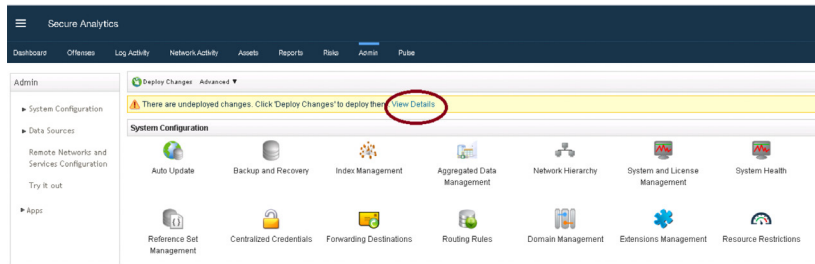 Secure Analytics
Dashboard Offenses Log Activity Network Activity Assets Reports Risks Admin Pulse
Admin
Deploy Changes Advanced ▼
There are undeployed changes. Click 'Deploy Changes' to deploy them. View Details
System Configuration
Data Sources
Remote Networks and
Services Configuration
Try it out
Apps
System Configuration
Auto Update
Backup and Recovery
Index Management
Aggregated Data
Management
Network Hierarchy
System and License
Management
System Health
Reference Set
Management
Centralized Credentials
Forwarding Destinations
Routing Rules
Domain Management
Extensions Management
Resource Restrictions